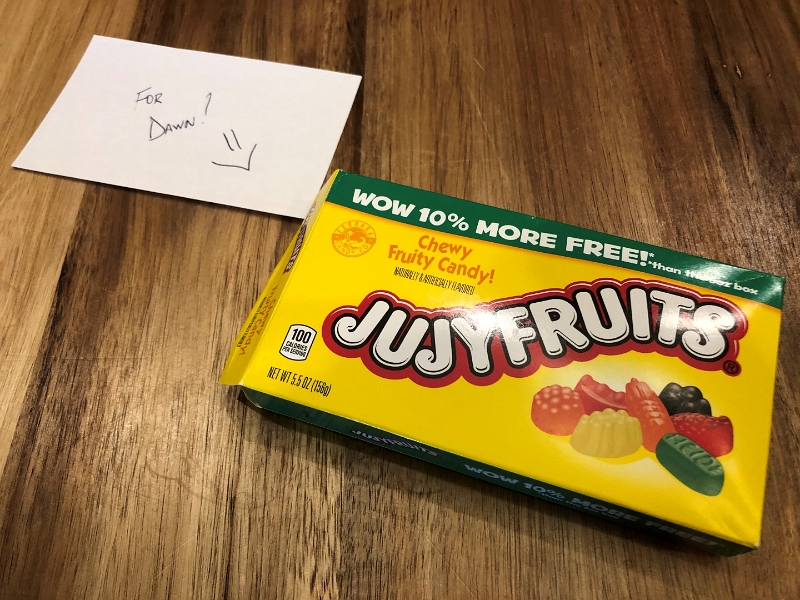 FOR
DAWN!
WOW 10% MORE FREE!*
*than the 5oz box
Chewy
Fruity Candy!
NATURALLY & ARTIFICIALLY FLAVORED
JUJYFRUITS®
100
CALORIES
PER SERVING
NET WT 5.5 OZ (156g)
JUJYFRUITS
WOW 10% MORE FREE!